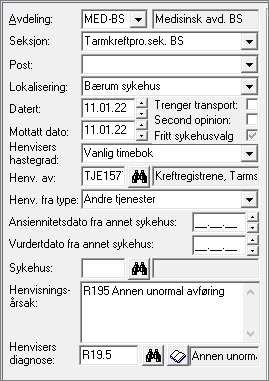 Avdeling: MED-BS Medisinsk avd. BS
Seksjon: Tarmkreftpro.sek. BS
Post:
Lokalisering: Bærum sykehus
Datert: 11.01.22 Trenger transport:
Second opinion:
Mottatt dato: 11.01.22 Fritt sykehusvalg
Henvisers
hastegrad: Vanlig timebok
Henv. av: TJE157 Kreftregistrene, Tarms
Henv. fra type: Andre tjenester
Ansiennitetsdato fra annet sykehus: __.__.__
Vurdertdato fra annet sykehus: __.__.__
Sykehus:
Henvisnings-
årsak: R195 Annen unormal avføring
Henvisers
diagnose: R19.5 Annen unorm